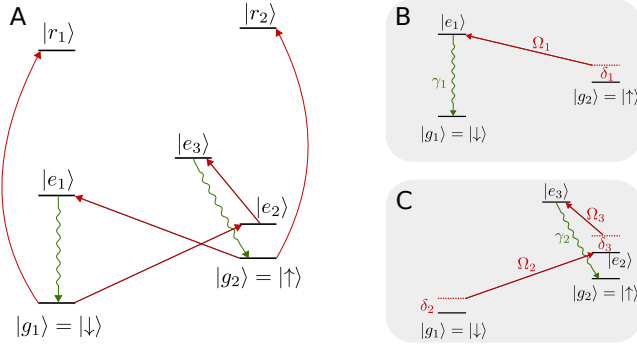 A
|r₁⟩
|r₂⟩
|e₃⟩
|e₁⟩
|e₂⟩
|g₂⟩ = |↑⟩
|g₁⟩ = |↓⟩
B
|e₁⟩
Ω₁
γ₁
δ₁
|g₂⟩ = |↑⟩
|g₁⟩ = |↓⟩
C
|e₃⟩
Ω₃
γ₂
δ₃
|e₂⟩
Ω₂
|g₂⟩ = |↑⟩
δ₂
|g₁⟩ = |↓⟩